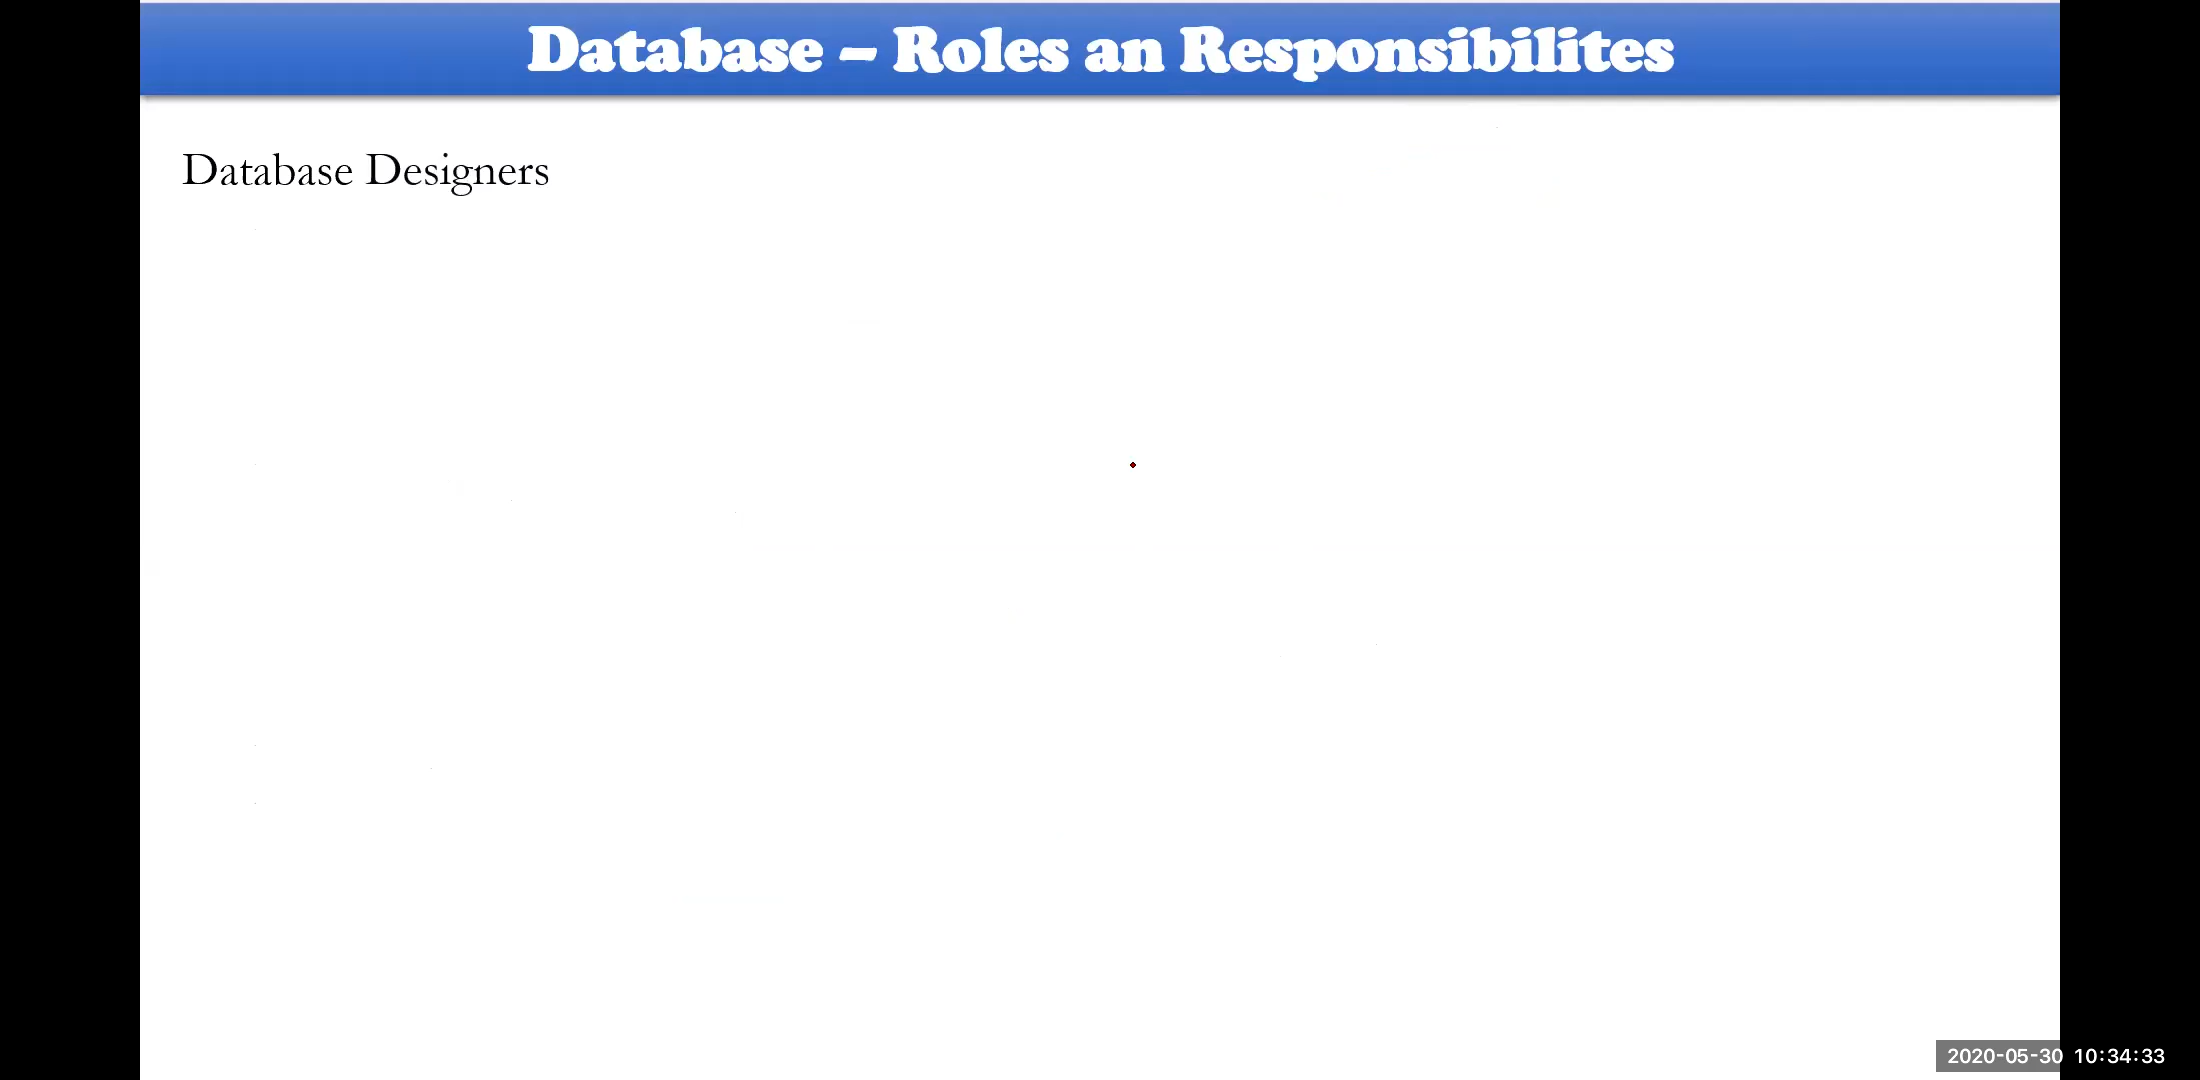 Database – Roles an Responsibilites
Database Designers
2020-05-30 10:34:33